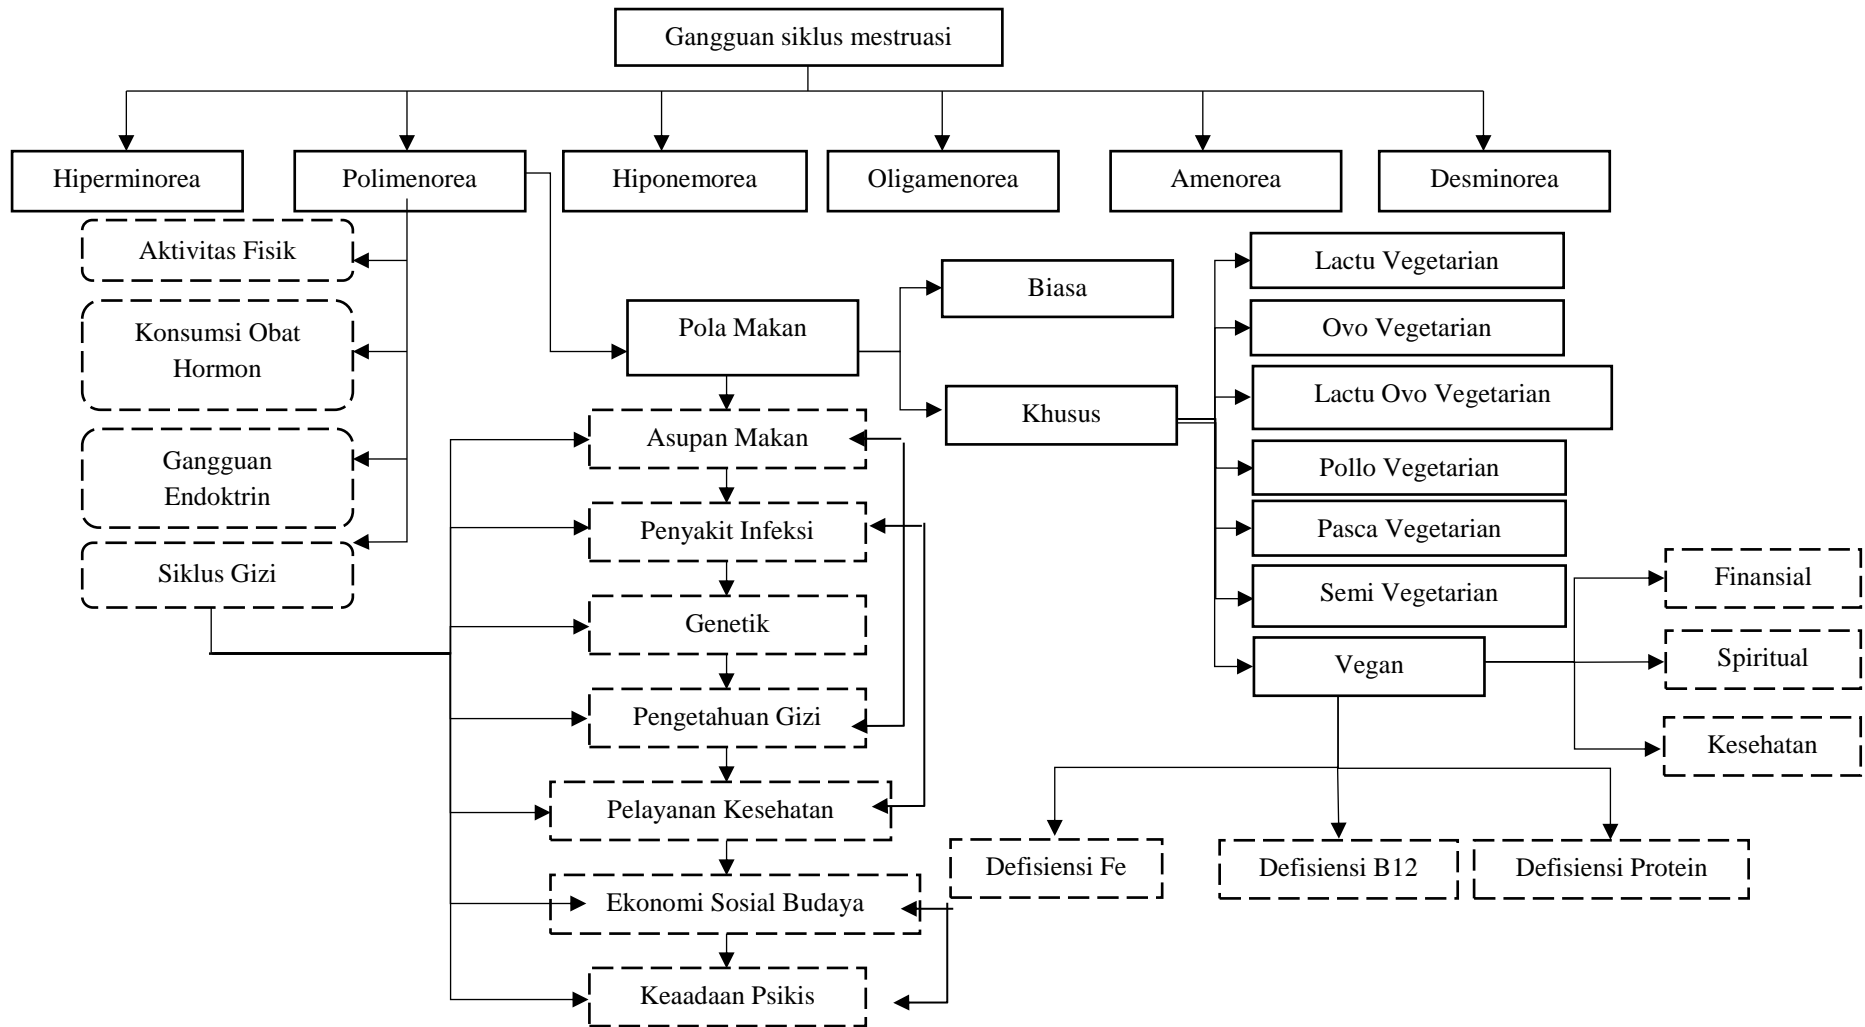 Gangguan siklus mestruasi
Hiperminorea
Polimenorea
Hiponemorea
Oligamenorea
Amenorea
Desminorea
Aktivitas Fisik
Konsumsi Obat
Hormon
Gangguan
Endoktrin
Siklus Gizi
Pola Makan
Biasa
Khusus
Asupan Makan
Penyakit Infeksi
Genetik
Pengetahuan Gizi
Pelayanan Kesehatan
Ekonomi Sosial Budaya
Keaadaan Psikis
Lactu Vegetarian
Ovo Vegetarian
Lactu Ovo Vegetarian
Pollo Vegetarian
Pasca Vegetarian
Semi Vegetarian
Vegan
Finansial
Spiritual
Kesehatan
Defisiensi Fe
Defisiensi B12
Defisiensi Protein